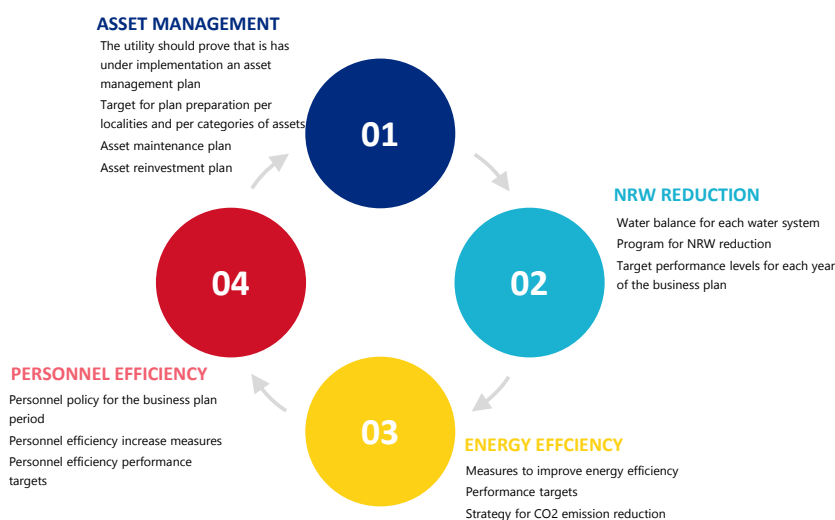 ASSET MANAGEMENT
The utility should prove that is has
under implementation an asset
management plan
Target for plan preparation per
localities and per categories of assets
Asset maintenance plan
Asset reinvestment plan
01
NRW REDUCTION
Water balance for each water system
Program for NRW reduction
Target performance levels for each year
of the business plan
02
04
PERSONNEL EFFICIENCY
Personnel policy for the business plan
period
Personnel efficiency increase measures
Personnel efficiency performance
targets
03
ENERGY EFFCIENCY
Measures to improve energy efficiency
Performance targets
Strategy for CO2 emission reduction